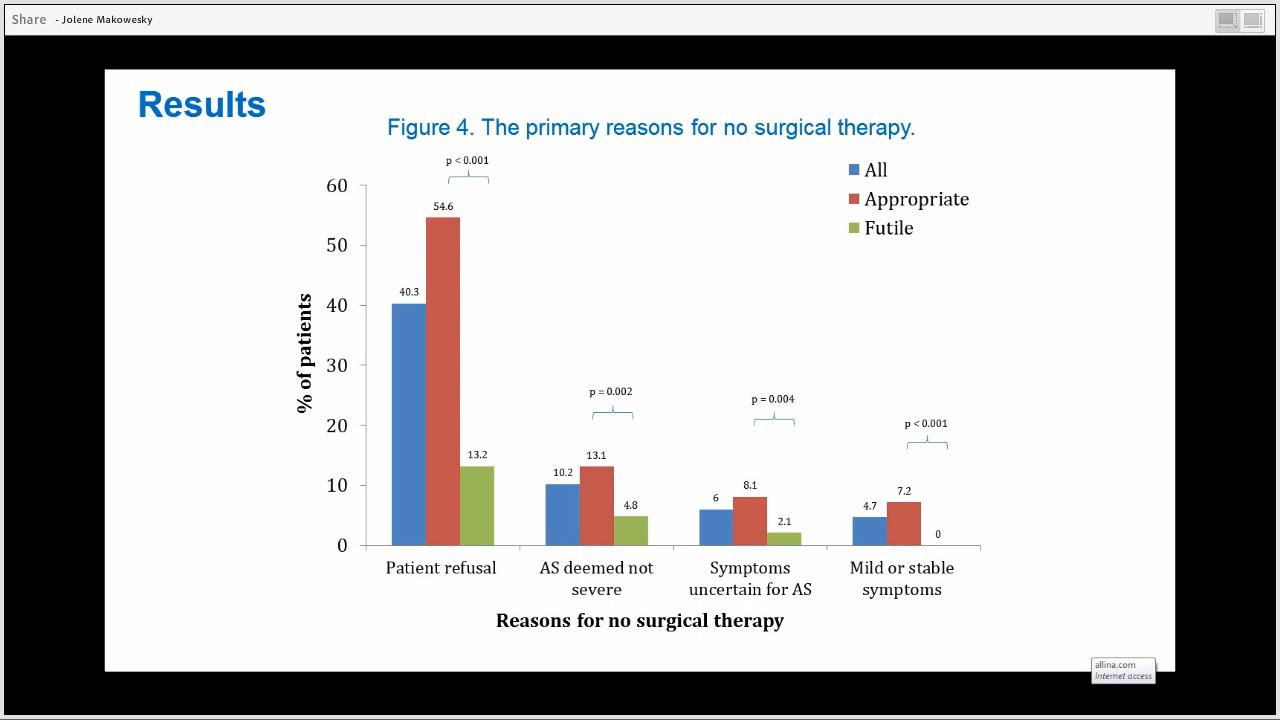 Share - Jolene Makowesky
Results
Figure 4. The primary reasons for no surgical therapy.
p < 0.001
All
Appropriate
Futile
60
50
40
30
20
10
0
% of patients
54.6
40.3
13.2
p = 0.002
13.1
10.2
4.8
p = 0.004
8.1
6
2.1
p < 0.001
7.2
4.7
0
Patient refusal
AS deemed not
severe
Symptoms
uncertain for AS
Mild or stable
symptoms
Reasons for no surgical therapy
allina.com
Internet access